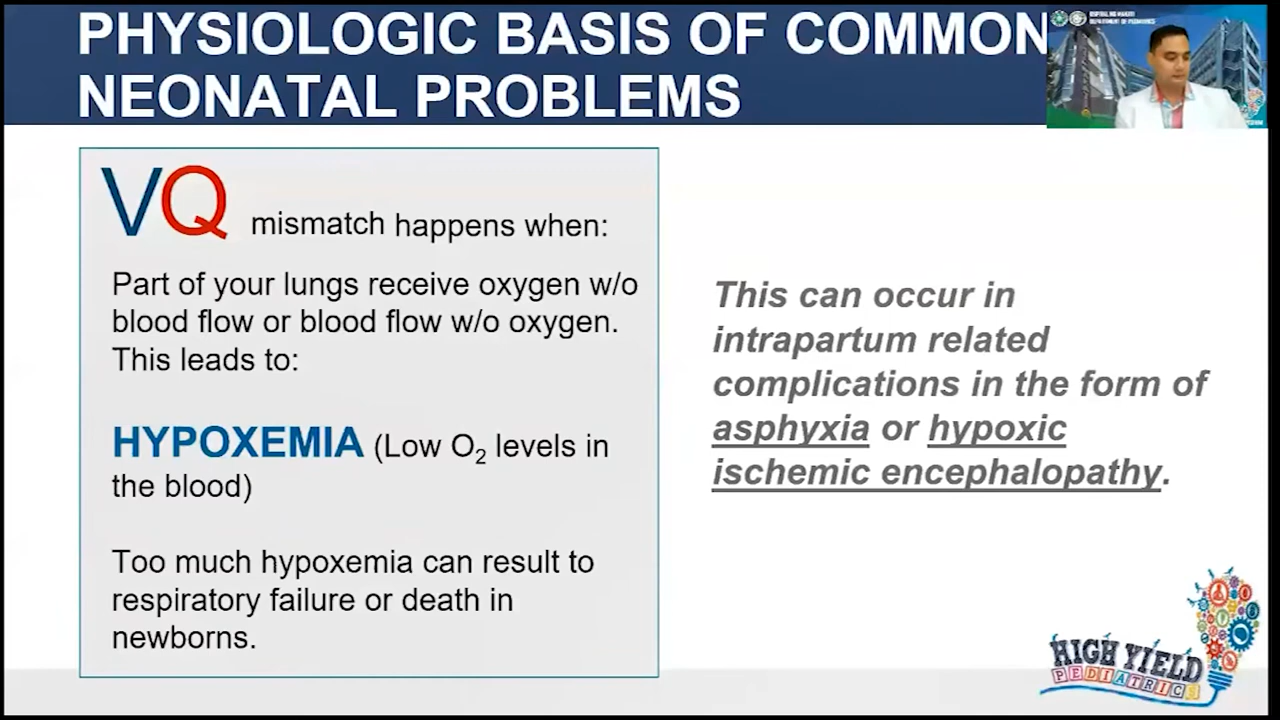 PHYSIOLOGIC BASIS OF COMMON
NEONATAL PROBLEMS
VQ mismatch happens when:
Part of your lungs receive oxygen w/o
blood flow or blood flow w/o oxygen.
This leads to:
HYPOXEMIA (Low O₂ levels in
the blood)
Too much hypoxemia can result to
respiratory failure or death in
newborns.
This can occur in
intrapartum related
complications in the form of
asphyxia or hypoxic
ischemic encephalopathy.
DEPARTMENT OF PEDIATRICS
HIGH YIELD
PEDIATRICS